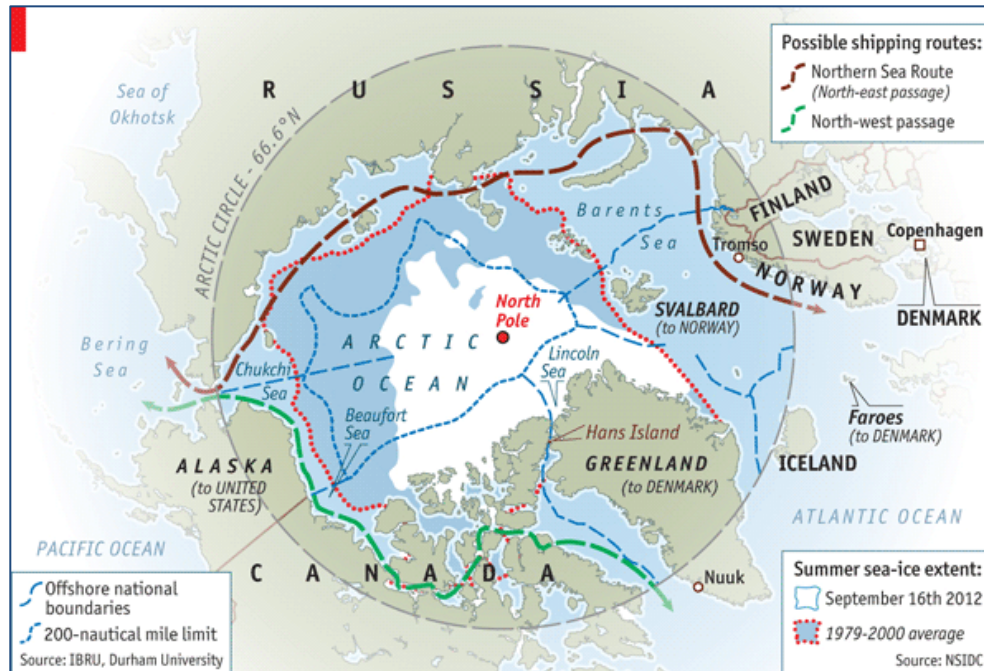 Possible shipping routes:
Northern Sea Route
(North-east passage)
North-west passage
R U S S I A
Sea of
Okhotsk
ARCTIC CIRCLE - 66.6°N
Barents
Sea
FINLAND
SWEDEN
Copenhagen
Tromso
NORWAY
DENMARK
SVALBARD
(to NORWAY)
North
Pole
ARCTIC
OCEAN
Lincoln
Sea
Bering
Sea
Chukchi
Sea
Beaufort
Sea
Hans Island
Faroes
(to DENMARK)
ICELAND
GREENLAND
(to DENMARK)
ALASKA
(to UNITED
STATES)
ATLANTIC OCEAN
PACIFIC OCEAN
C A N A D A
Nuuk
Offshore national
boundaries
200-nautical mile limit
Source: IBRU, Durham University
Summer sea-ice extent:
September 16th 2012
1979-2000 average
Source: NSIDC